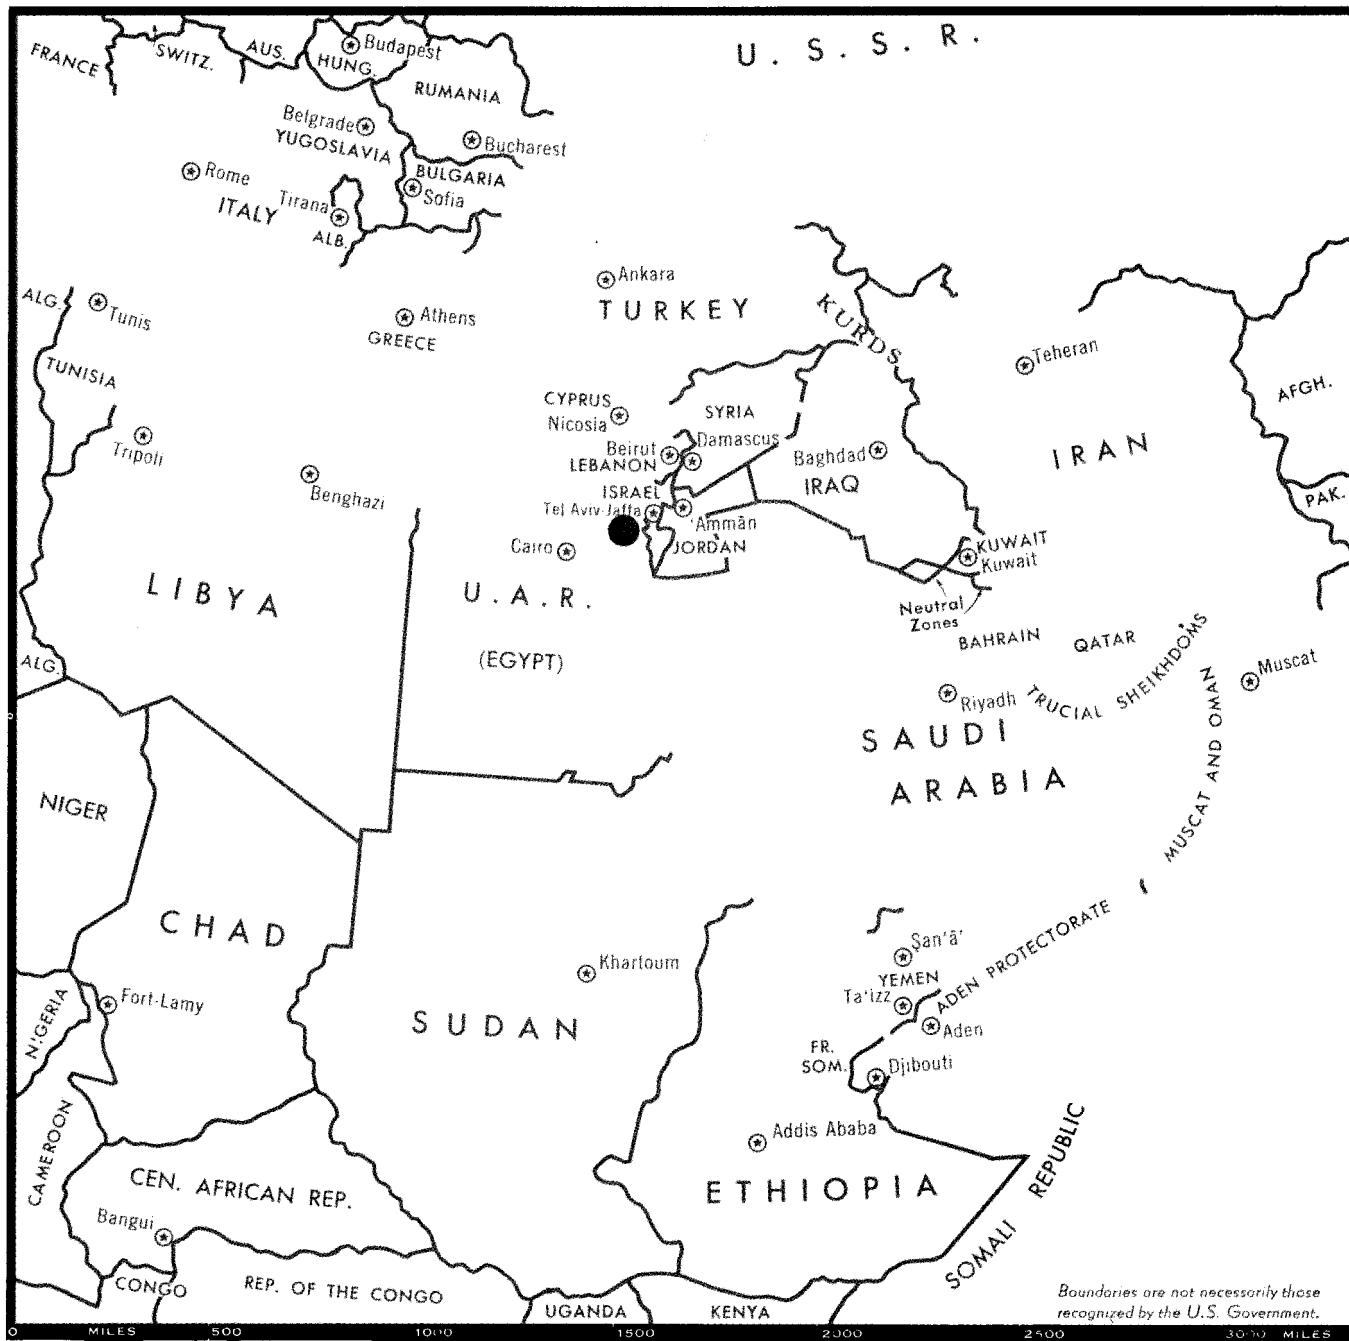 U. S. S. R.
FRANCE
SWITZ.
AUS.
HUNG.
Budapest
RUMANIA
Belgrade
YUGOSLAVIA
Bucharest
BULGARIA
Sofia
Rome
ITALY
Tirana
ALB.
Ankara
TURKEY
KURDS
ALG.
Tunis
Athens
GREECE
TUNISIA
Teheran
AFGH.
CYPRUS
Nicosia
SYRIA
Damascus
Beirut
LEBANON
Baghdad
IRAQ
IRAN
Tripoli
Benghazi
ISRAEL
Tel Aviv-Jaffa
'Ammān
JORDAN
PAK.
Cairo
KUWAIT
Kuwait
Neutral
Zones
LIBYA
U. A. R.
(EGYPT)
BAHRAIN
QATAR
TRUCIAL SHEIKHDOMS
Muscat
MUSCAT AND OMAN
ALG.
Riyadh
SAUDI
ARABIA
NIGER
CHAD
Khartoum
Ṣan'ā'
YEMEN
Ta'izz
ADEN PROTECTORATE
Aden
NIGERIA
Fort-Lamy
SUDAN
FR.
SOM.
Djibouti
CAMEROON
Addis Ababa
ETHIOPIA
SOMALI REPUBLIC
CEN. AFRICAN REP.
Bangui
CONGO
REP. OF THE CONGO
UGANDA
KENYA
Boundaries are not necessarily those
recognized by the U.S. Government.
0 MILES 500 1000 1500 2000 2500 3000 MILES